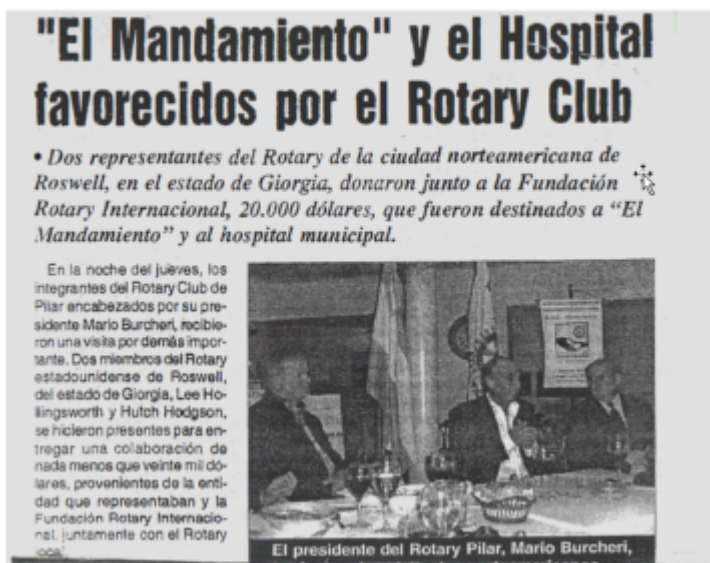 "El Mandamiento" y el Hospital
favorecidos por el Rotary Club
• Dos representantes del Rotary de la ciudad norteamericana de
Roswell, en el estado de Giorgia, donaron junto a la Fundación
Rotary Internacional, 20.000 dólares, que fueron destinados a “El
Mandamiento” y al hospital municipal.
En la noche del jueves, los
integrantes del Rotary Club de
Pilar encabezados por su pre-
sidente Mario Burcheri, recibie-
ron una visita por demás impor-
tante. Dos miembros del Rotary
estadounidense de Roswell,
del estado de Giorgia, Lee Ho-
llingsworth y Hutch Hodgson,
se hicieron presentes para en-
tregar una colaboración de
nada menos que veinte mil dó-
lares, provenientes de la enti-
dad que representaban y la
Fundación Rotary Internacio-
nal, juntamente con el Rotary
local.
El presidente del Rotary Pilar, Mario Burcheri,